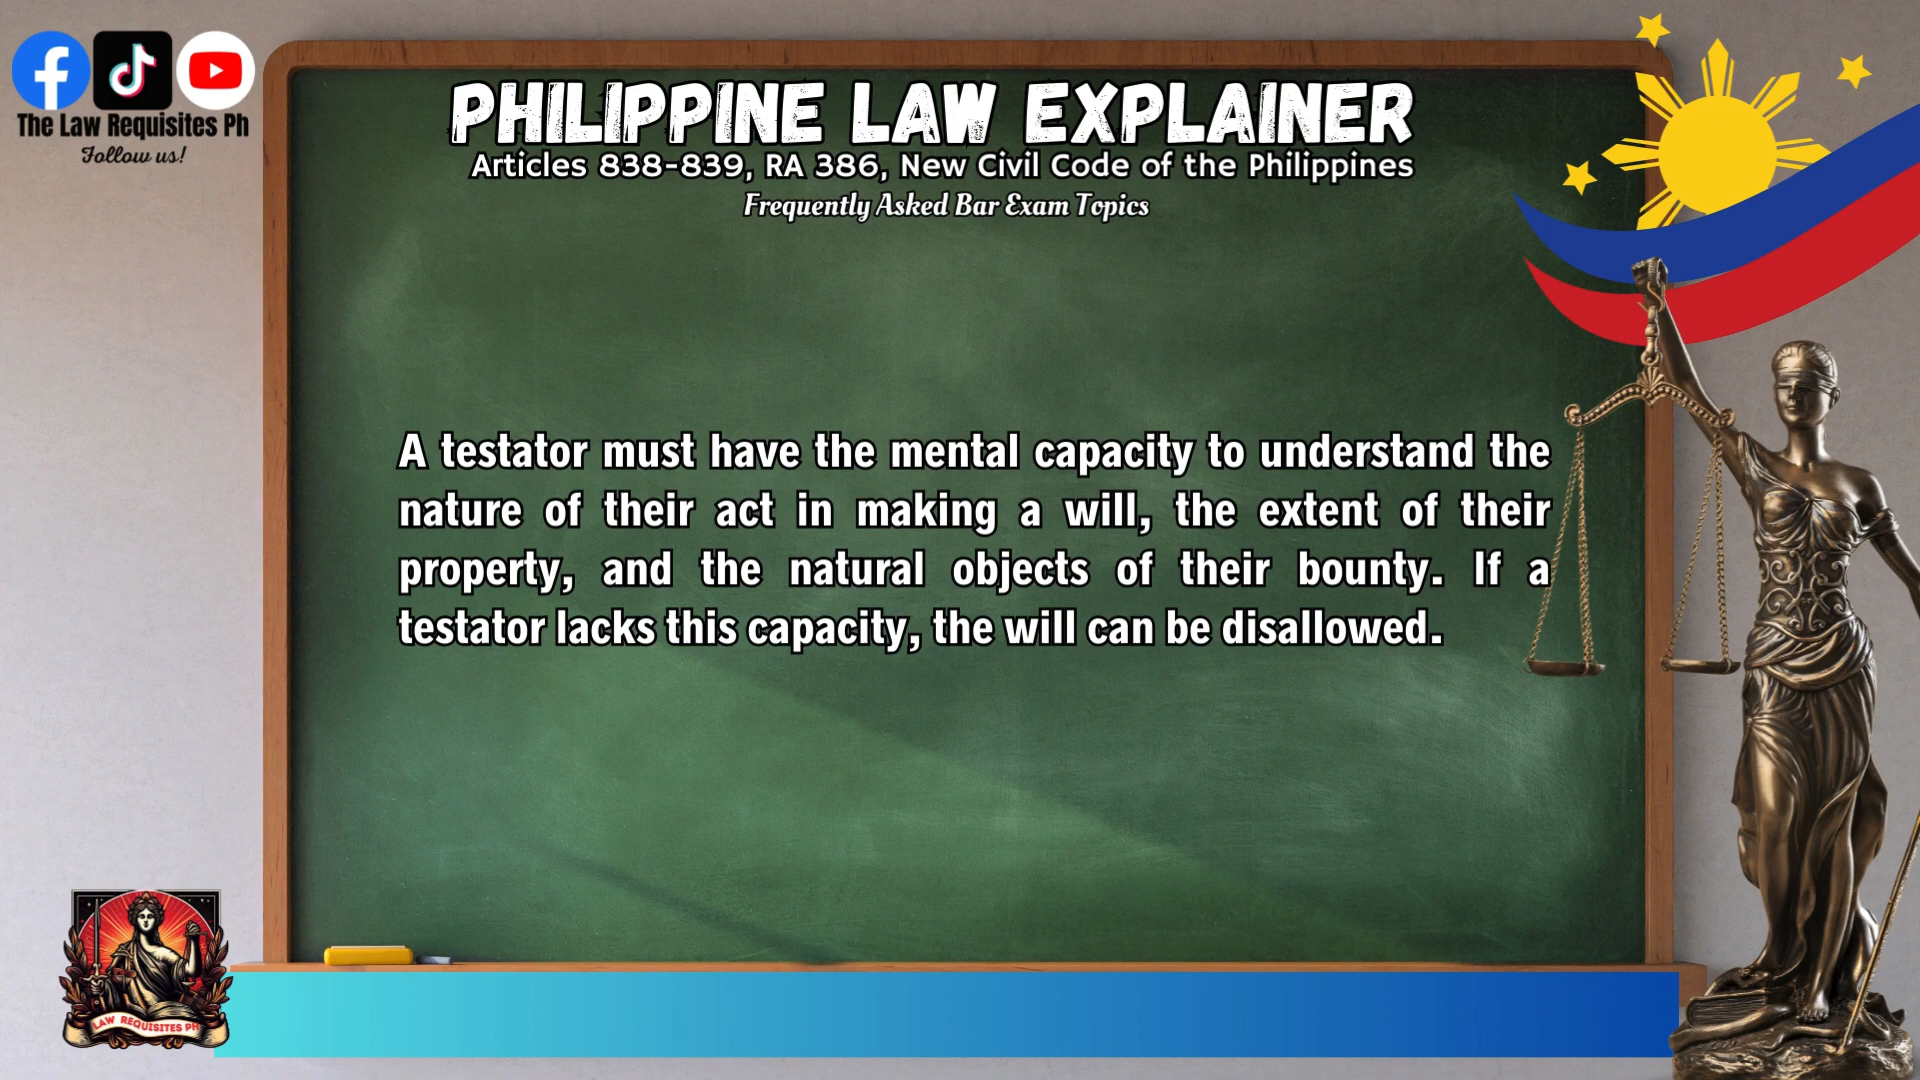 The Law Requisites Ph
Follow us!
PHILIPPINE LAW EXPLAINER
Articles 838-839, RA 386, New Civil Code of the Philippines
Frequently Asked Bar Exam Topics
A testator must have the mental capacity to understand the
nature of their act in making a will, the extent of their
property, and the natural objects of their bounty. If a
testator lacks this capacity, the will can be disallowed.
LAW REQUISITES PH